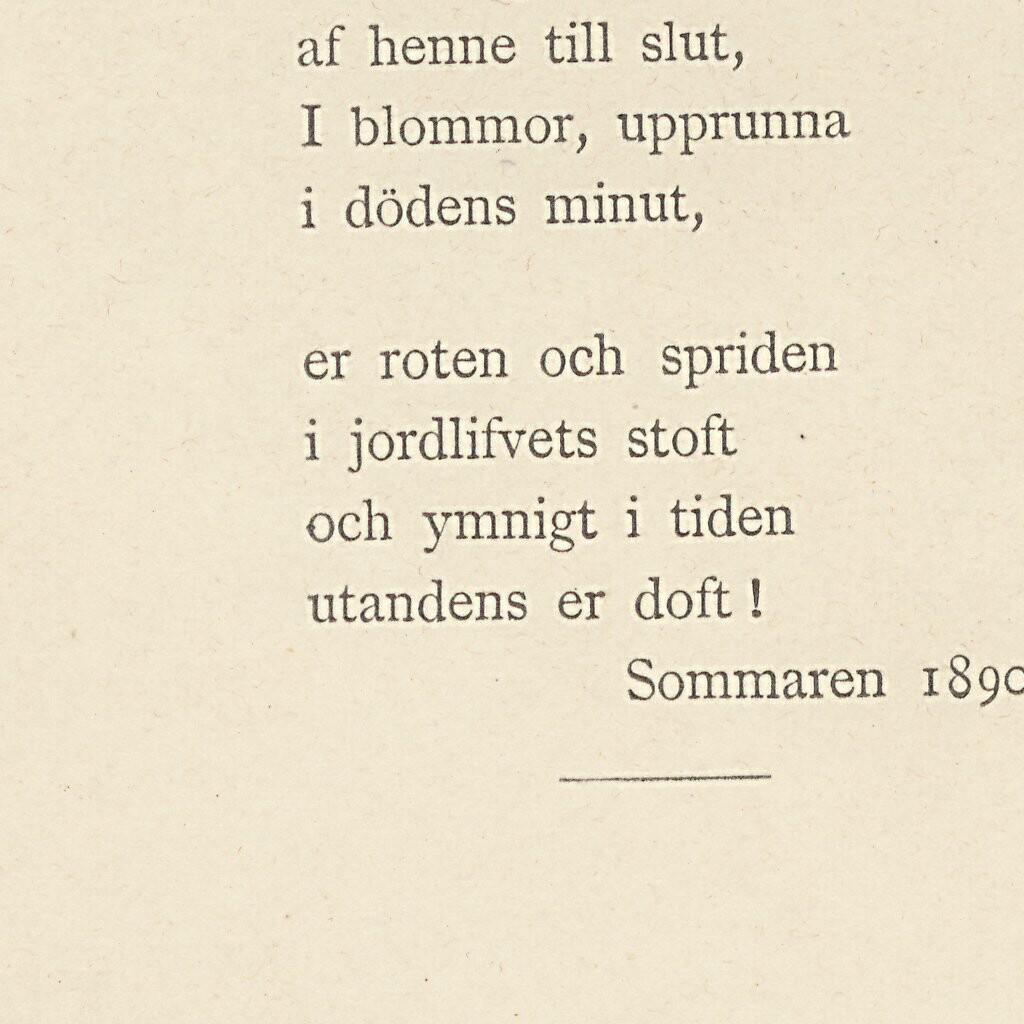 af henne till slut,
I blommor, upprunna
i dödens minut,
er roten och spriden
i jordlifvets stoft
och ymnigt i tiden
utandens er doft !
Sommaren 1890